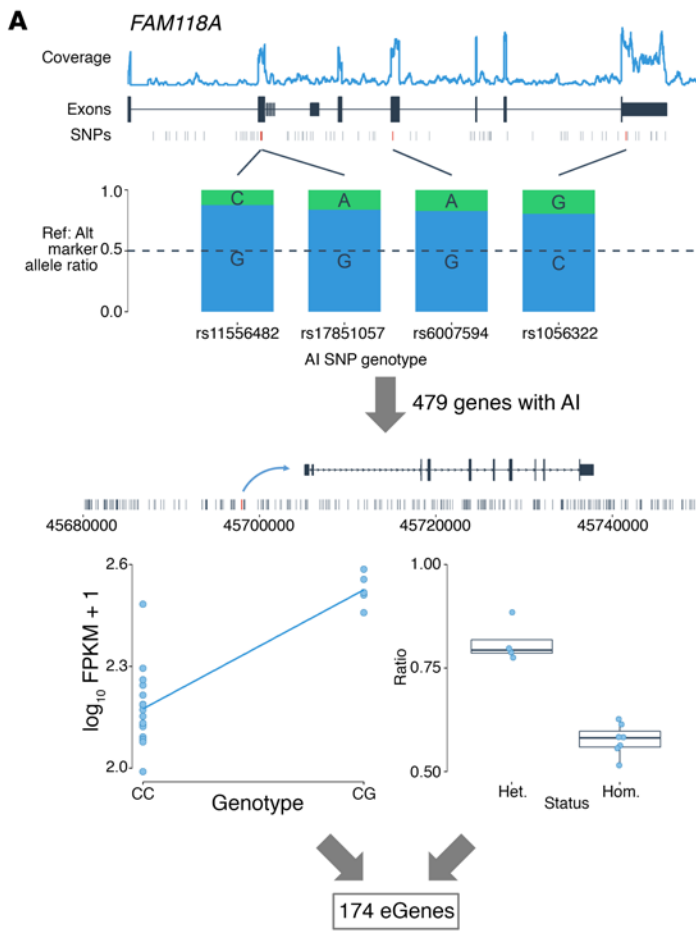 A
FAM118A
Coverage
Exons
SNPs
1.0
Ref: Alt
marker
allele ratio
0.5
0.0
C
G
A
G
A
G
G
C
rs11556482
rs17851057
rs6007594
rs1056322
AI SNP genotype
479 genes with AI
45680000
45700000
45720000
45740000
log10 FPKM + 1
2.6
2.3
2.0
CC
CG
Genotype
Ratio
1.00
0.75
0.50
Het.
Hom.
Status
174 eGenes